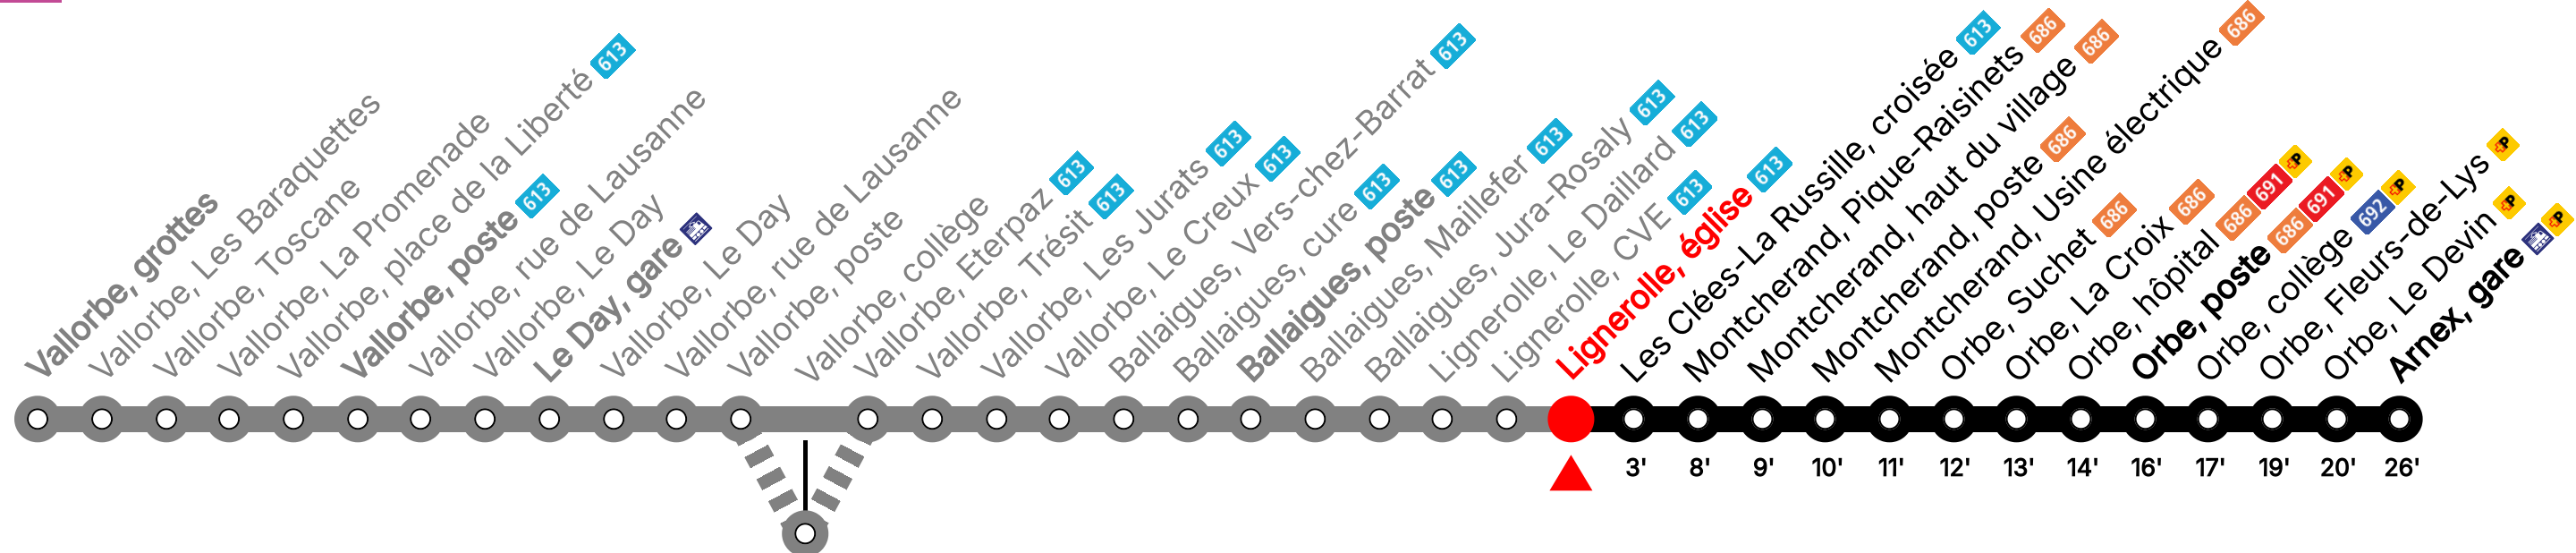 Vallorbe, grottes
Vallorbe, Les Baraquettes
Vallorbe, Toscane
Vallorbe, La Promenade
Vallorbe, place de la Liberté 613
Vallorbe, poste 613
Vallorbe, rue de Lausanne
Vallorbe, Le Day
Le Day, gare
Vallorbe, Le Day
Vallorbe, rue de Lausanne
Vallorbe, poste
Vallorbe, collège
Vallorbe, Eterpaz 613
Vallorbe, Trésit 613
Vallorbe, Les Jurats 613
Vallorbe, Le Creux 613
Ballaigues, Vers-chez-Barrat 613
Ballaigues, cure 613
Ballaigues, poste 613
Ballaigues, Maillefer 613
Ballaigues, Jura-Rosaly 613
Lignerolle, Le Daillard 613
Lignerolle, CVE 613
Lignerolle, église 613
Les Clées-La Russille, croisée 613
Montcherand, Pique-Raisinets 686
Montcherand, haut du village 686
Montcherand, poste 686
Montcherand, Usine électrique 686
Orbe, Suchet 686
Orbe, La Croix 686
Orbe, hôpital 686 691 P
Orbe, poste 686 691 P
Orbe, collège 692 P
Orbe, Fleurs-de-Lys P
Orbe, Le Devin P
Arnex, gare P
3' 8' 9' 10' 11' 12' 13' 14' 16' 17' 19' 20' 26'